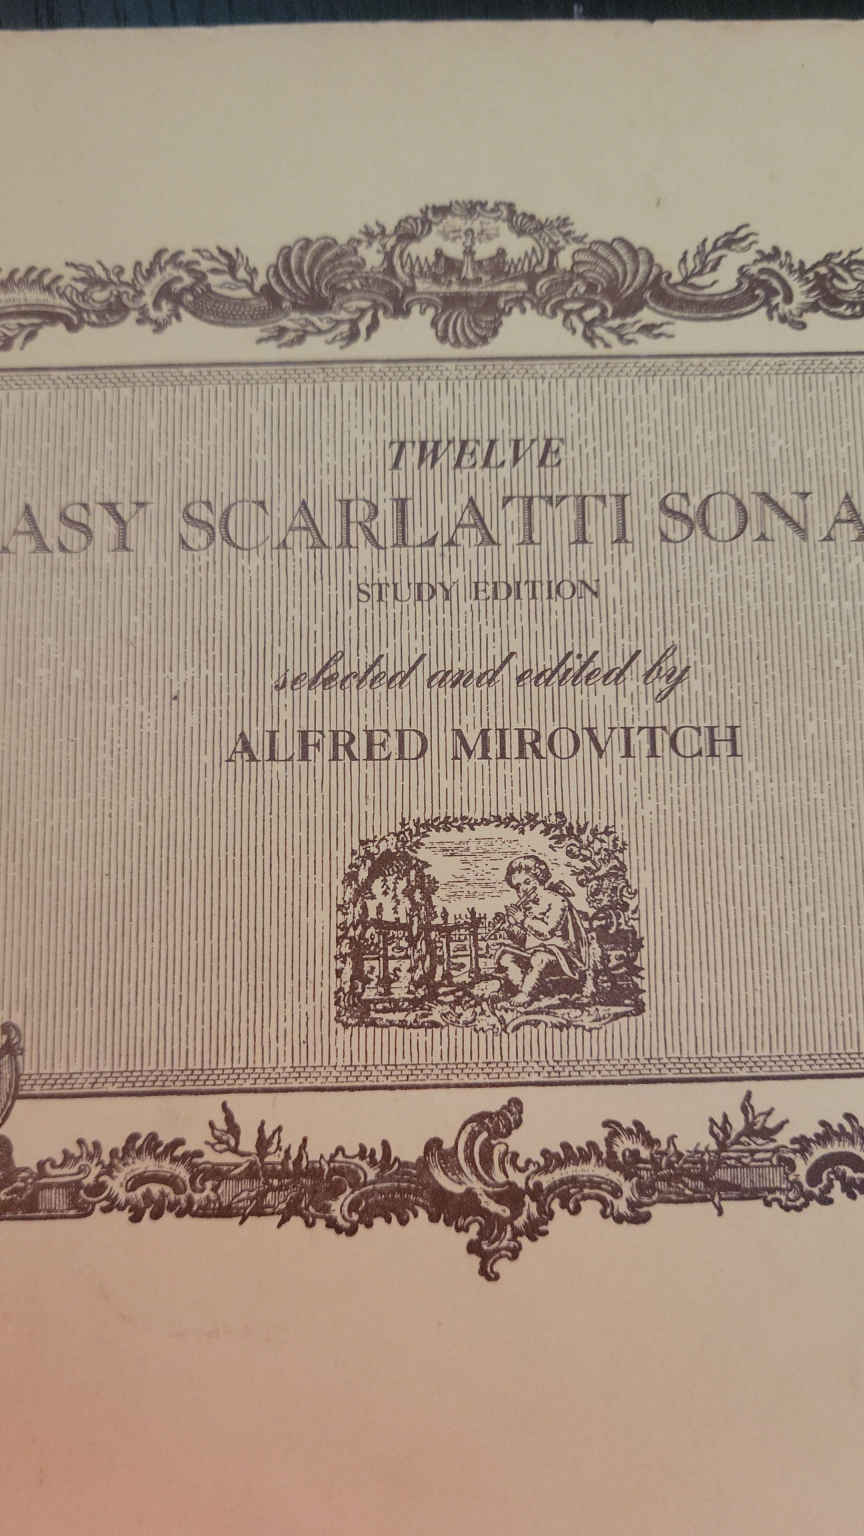 TWELVE
ASY SCARLATTI SONA
STUDY EDITION
selected and edited by
ALFRED MIROVITCH